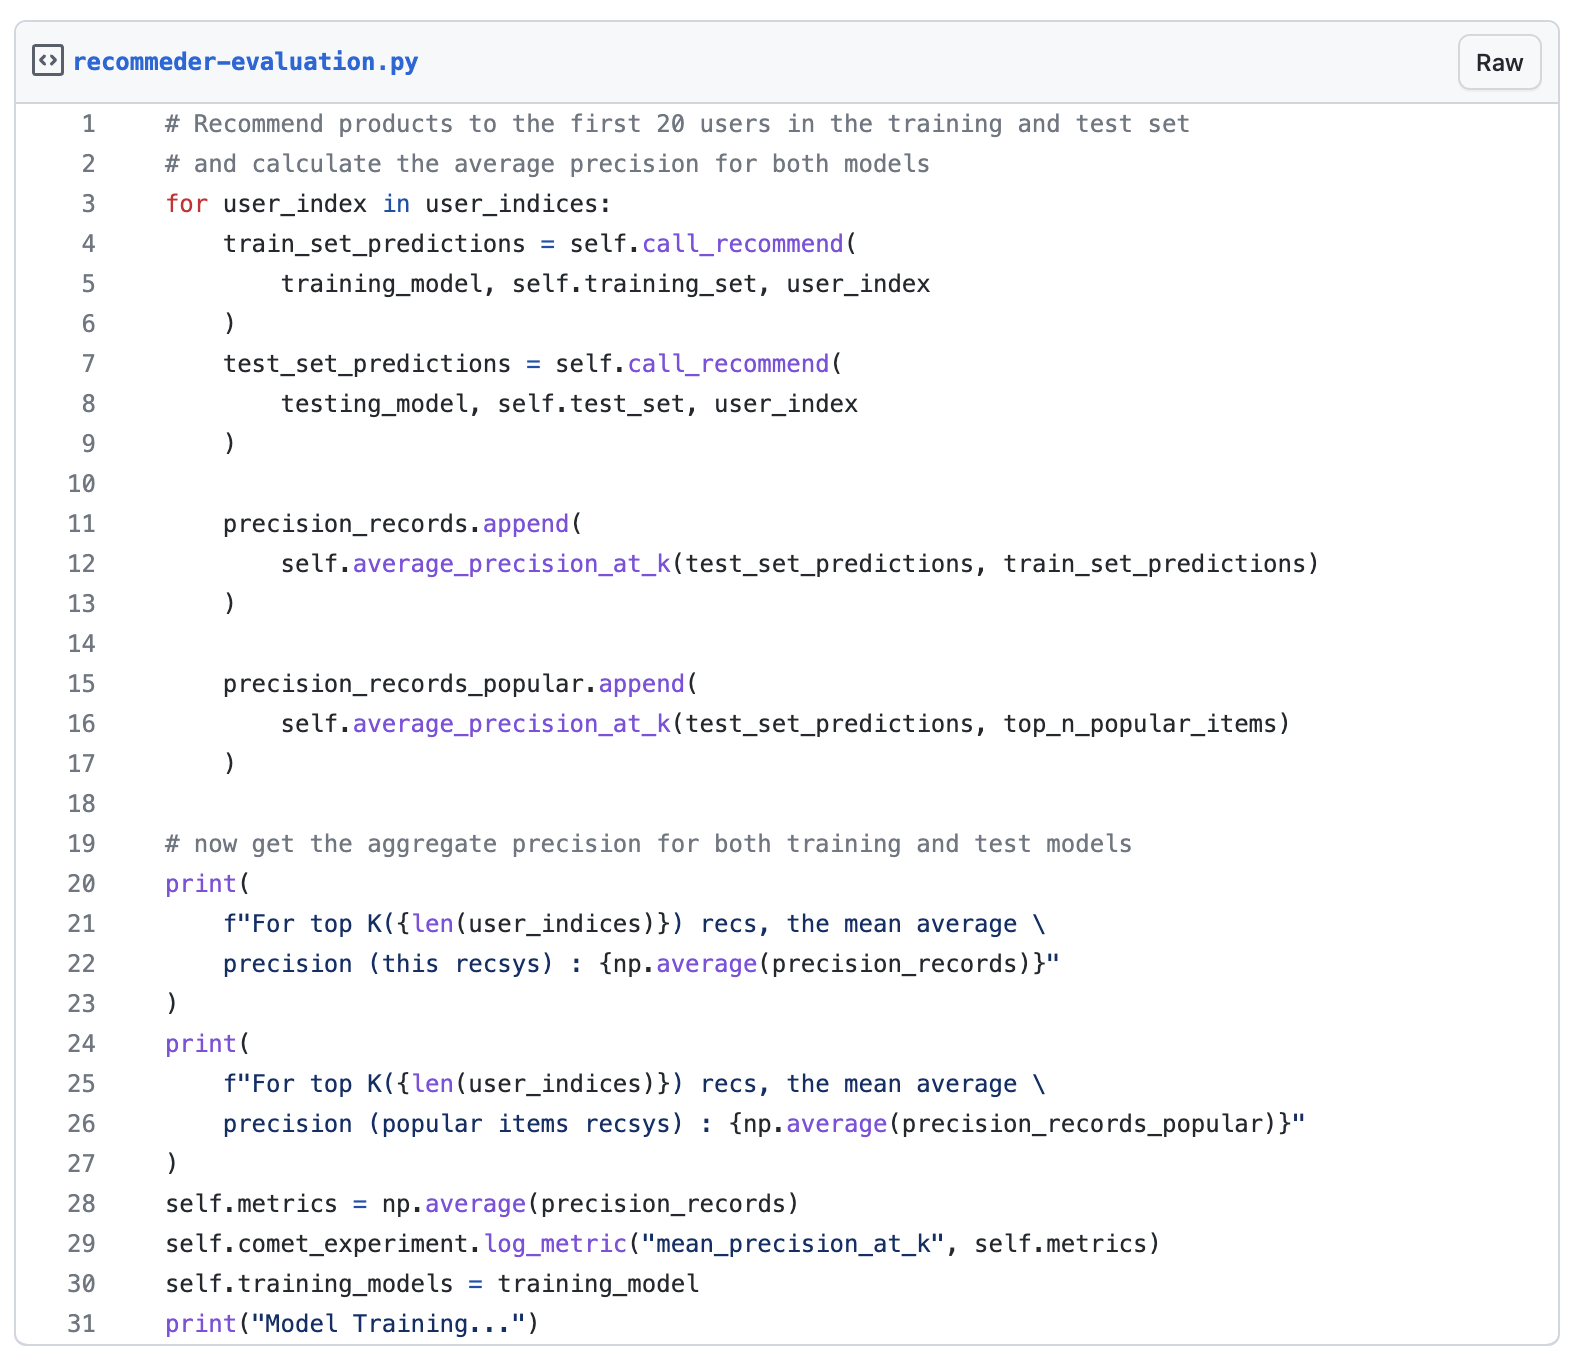 recommeder-evaluation.py
Raw
1 # Recommend products to the first 20 users in the training and test set
2 # and calculate the average precision for both models
3 for user_index in user_indices:
4     train_set_predictions = self.call_recommend(
5         training_model, self.training_set, user_index
6     )
7     test_set_predictions = self.call_recommend(
8         testing_model, self.test_set, user_index
9     )
10
11     precision_records.append(
12         self.average_precision_at_k(test_set_predictions, train_set_predictions)
13     )
14
15     precision_records_popular.append(
16         self.average_precision_at_k(test_set_predictions, top_n_popular_items)
17     )
18
19 # now get the aggregate precision for both training and test models
20 print(
21     f"For top K({len(user_indices)}) recs, the mean average \
22     precision (this recsys) : {np.average(precision_records)}"
23 )
24 print(
25     f"For top K({len(user_indices)}) recs, the mean average \
26     precision (popular items recsys) : {np.average(precision_records_popular)}"
27 )
28 self.metrics = np.average(precision_records)
29 self.comet_experiment.log_metric("mean_precision_at_k", self.metrics)
30 self.training_models = training_model
31 print("Model Training...")